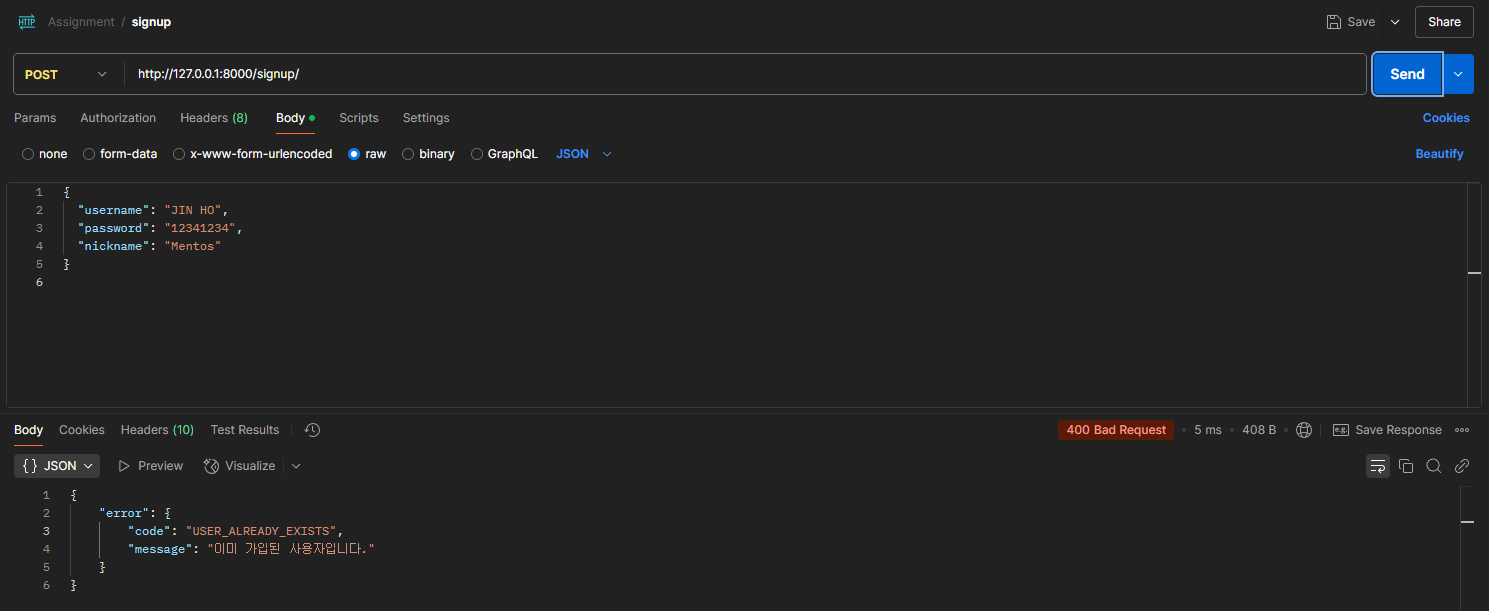 HTTP Assignment / signup Save Share
POST http://127.0.0.1:8000/signup/ Send
Params Authorization Headers (8) Body Scripts Settings Cookies
none form-data x-www-form-urlencoded raw binary GraphQL JSON Beautify
1 {
2 "username": "JIN HO",
3 "password": "12341234",
4 "nickname": "Mentos"
5 }
6
Body Cookies Headers (10) Test Results 400 Bad Request 5 ms 408 B e.g. Save Response
{} JSON Preview Visualize
1 {
2 "error": {
3 "code": "USER_ALREADY_EXISTS",
4 "message": "이미 가입된 사용자입니다."
5 }
6 }